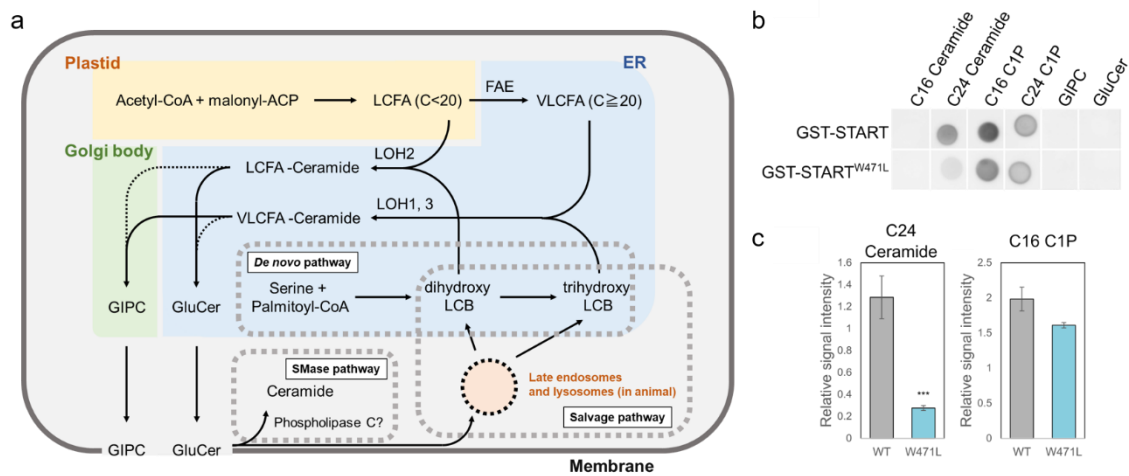 a
Plastid
ER
Acetyl-CoA + malonyl-ACP
LCFA (C<20)
FAE
VLCFA (C≧20)
Golgi body
LOH2
LCFA -Ceramide
LOH1, 3
VLCFA -Ceramide
De novo pathway
Serine +
Palmitoyl-CoA
dihydroxy
LCB
trihydroxy
LCB
GIPC
GluCer
SMase pathway
Ceramide
Phospholipase C?
Late endosomes
and lysosomes (in animal)
Salvage pathway
GIPC
GluCer
Membrane
b
C16 Ceramide
C24 Ceramide
C16 C1P
C24 C1P
GIPC
GluCer
GST-START
GST-START^W471L
c
C24
Ceramide
Relative signal intensity
1.6
1.4
1.2
1
0.8
0.6
0.4
0.2
0
***
WT
W471L
C16 C1P
Relative signal intensity
2.5
2
1.5
1
0.5
0
WT
W471L